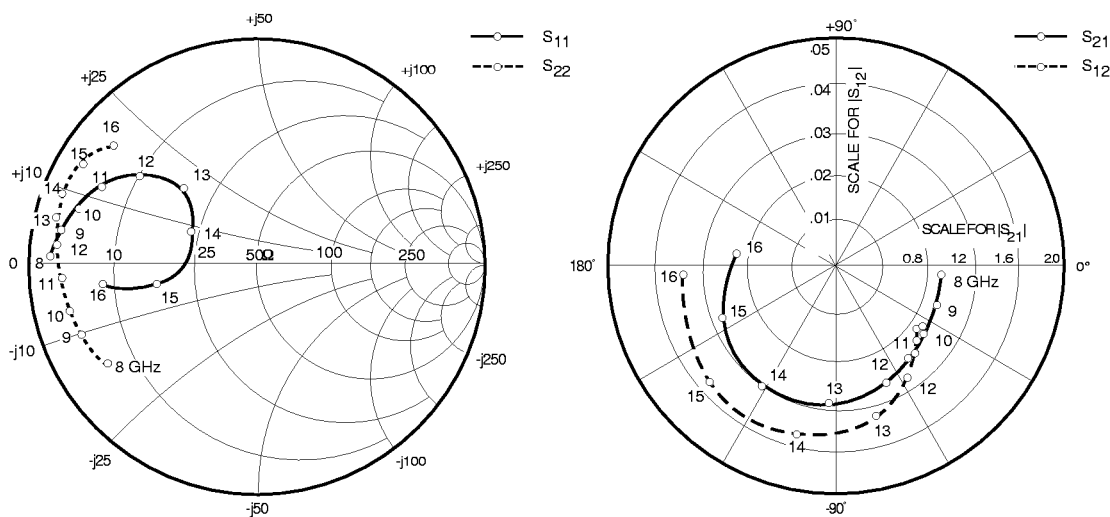 +j50
+j25
+j100
+j10
+j250
0
10
25
50Ω
100
250
-j10
-j250
-j25
-j100
-j50
S11
S22
16
15
14
13
12
11
10
9
8 GHz
8
9
10
11
12
13
14
15
16
+90°
.05
.04
.03
.02
.01
SCALE FOR |S12|
SCALE FOR |S21|
0.8
1.2
1.6
2.0
180°
0°
-90°
S21
S12
8 GHz
9
10
11
12
12
13
13
14
14
15
15
16
16